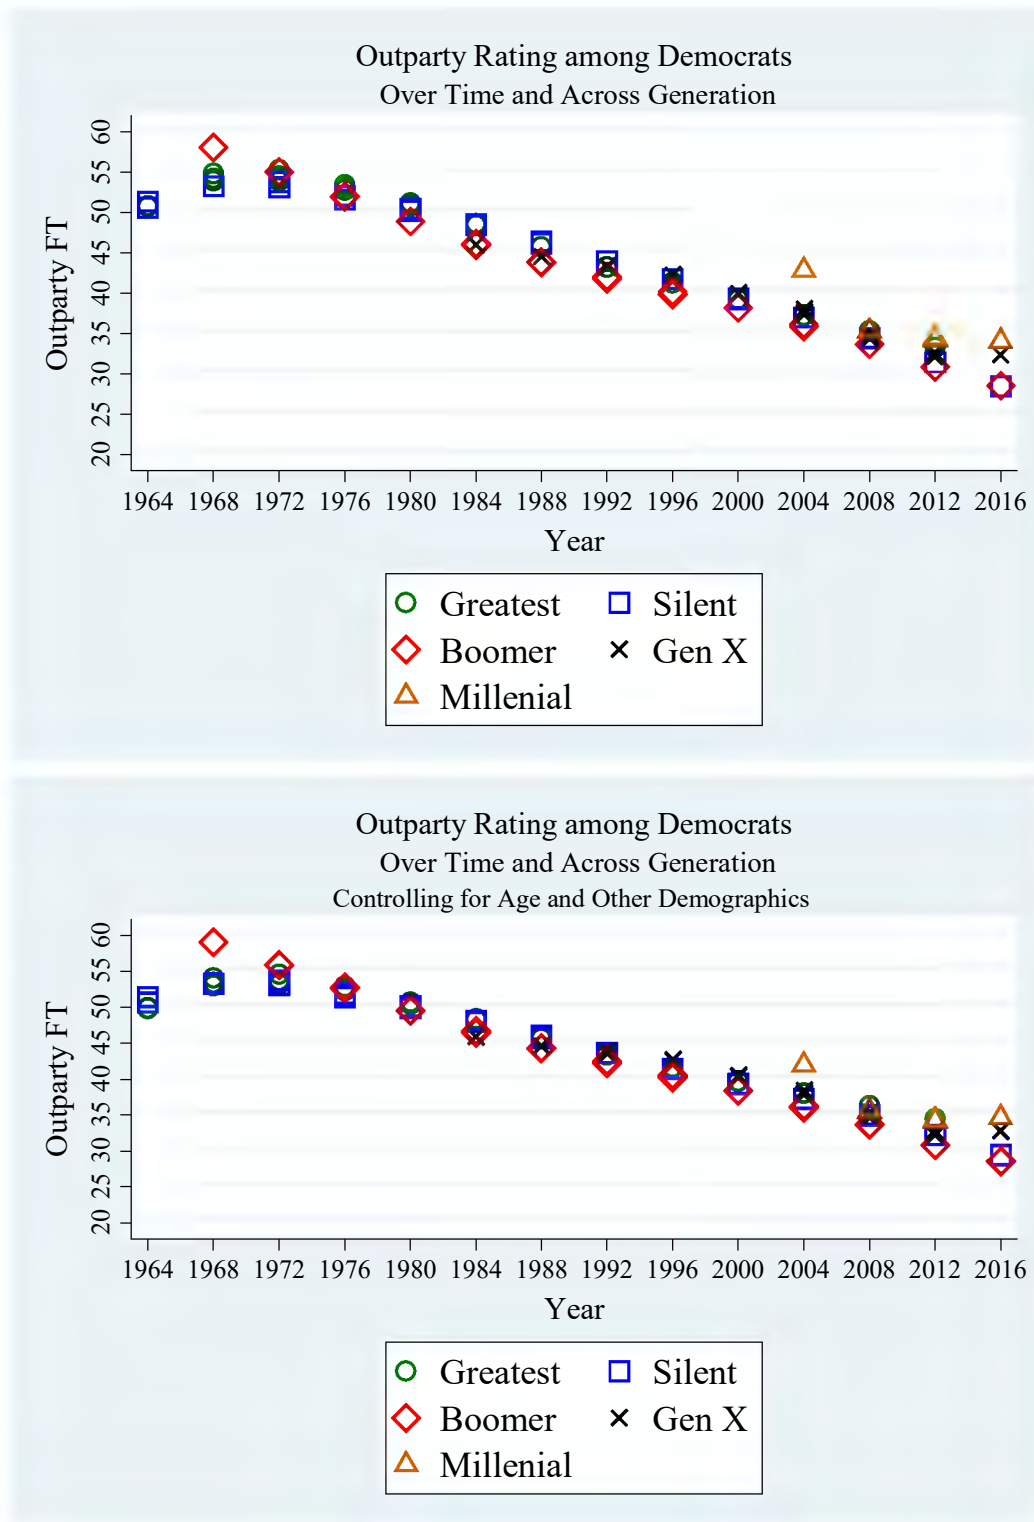 Outparty Rating among Democrats
Over Time and Across Generation
Outparty FT
60
55
50
45
40
35
30
25
20
1964 1968 1972 1976 1980 1984 1988 1992 1996 2000 2004 2008 2012 2016
Year
Greatest Silent
Boomer Gen X
Millenial
Outparty Rating among Democrats
Over Time and Across Generation
Controlling for Age and Other Demographics
Outparty FT
60
55
50
45
40
35
30
25
20
1964 1968 1972 1976 1980 1984 1988 1992 1996 2000 2004 2008 2012 2016
Year
Greatest Silent
Boomer Gen X
Millenial